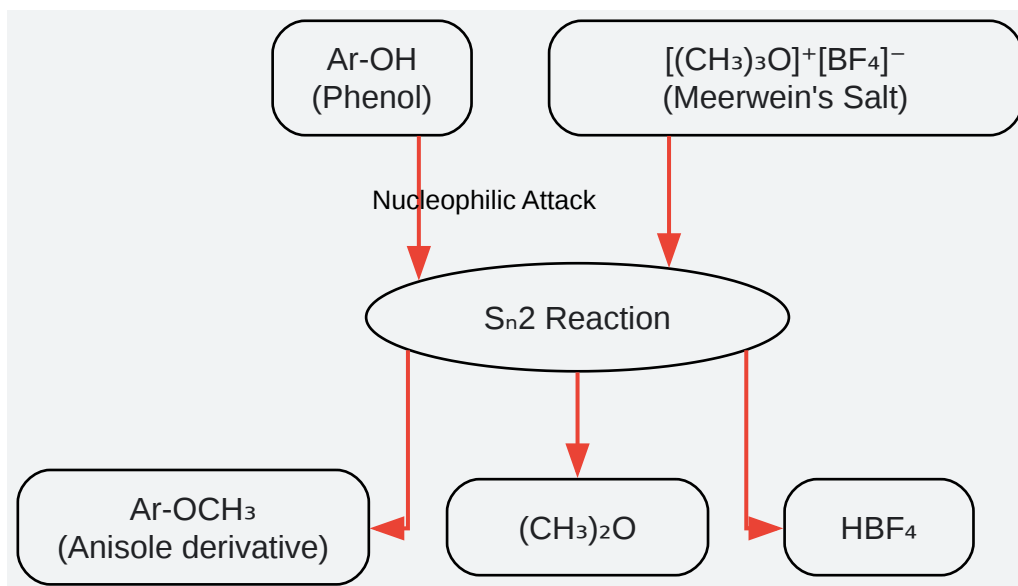 Ar-OH
(Phenol)
[(CH₃)₃O]⁺[BF₄]⁻
(Meerwein's Salt)
Nucleophilic Attack
Sₙ2 Reaction
Ar-OCH₃
(Anisole derivative)
(CH₃)₂O
HBF₄